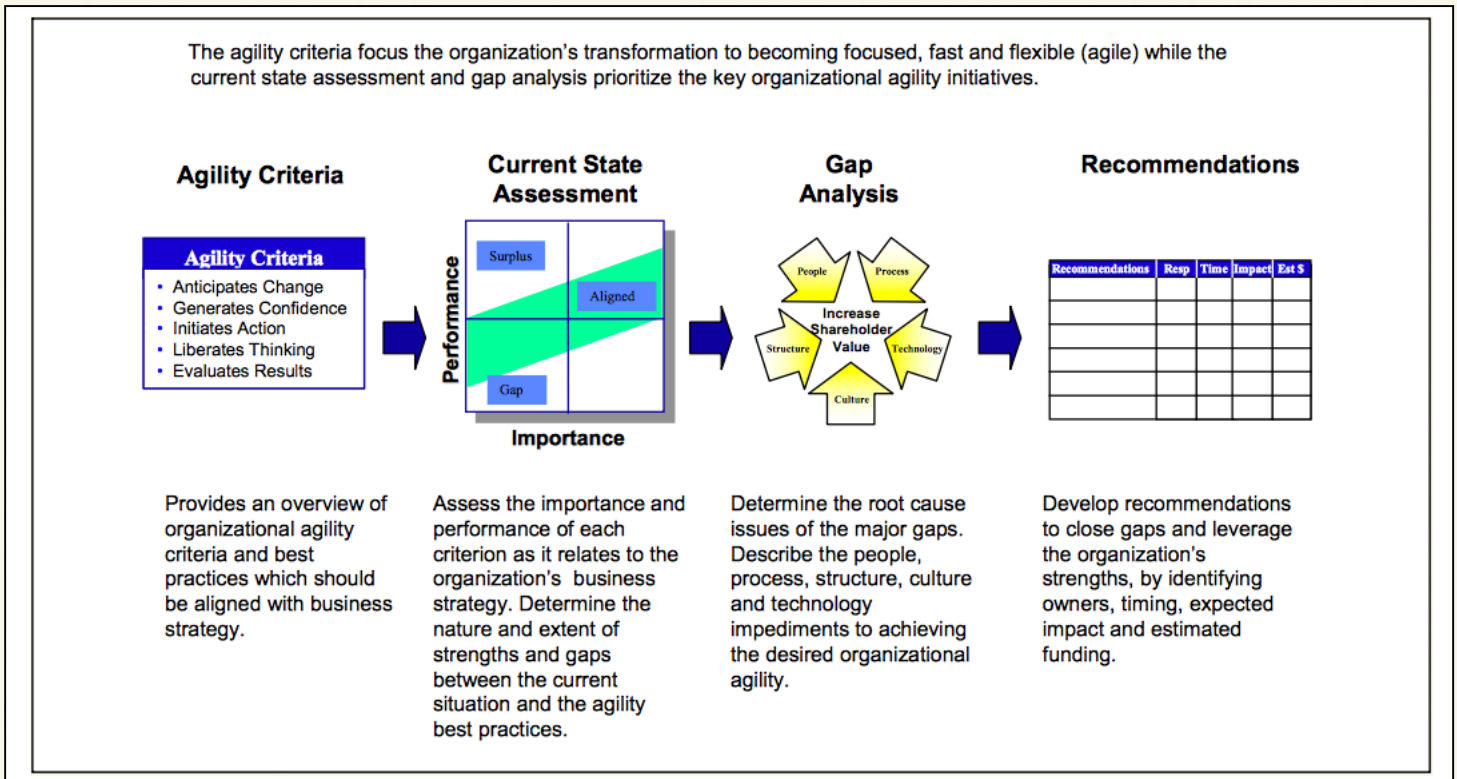 The agility criteria focus the organization's transformation to becoming focused, fast and flexible (agile) while the
current state assessment and gap analysis prioritize the key organizational agility initiatives.
Agility Criteria
Current State
Assessment
Gap
Analysis
Recommendations
Agility Criteria
• Anticipates Change
• Generates Confidence
• Initiates Action
• Liberates Thinking
• Evaluates Results
Performance
Surplus
Aligned
Gap
Importance
People
Process
Increase
Shareholder
Value
Structure
Technology
Culture
Recommendations Resp Time Impact Est $
Provides an overview of
organizational agility
criteria and best
practices which should
be aligned with business
strategy.
Assess the importance and
performance of each
criterion as it relates to the
organization's business
strategy. Determine the
nature and extent of
strengths and gaps
between the current
situation and the agility
best practices.
Determine the root cause
issues of the major gaps.
Describe the people,
process, structure, culture
and technology
impediments to achieving
the desired organizational
agility.
Develop recommendations
to close gaps and leverage
the organization's
strengths, by identifying
owners, timing, expected
impact and estimated
funding.